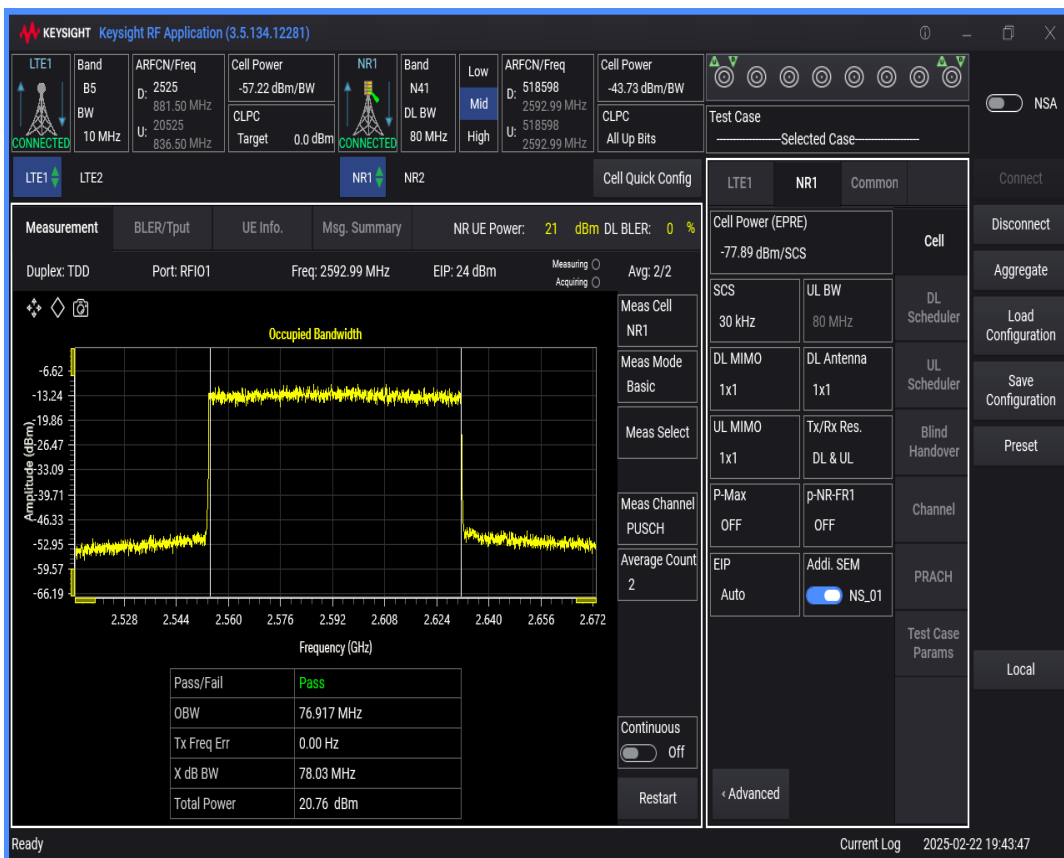 KEYSIGHT Keysight RF Application (3.5.134.12281)
LTE1
CONNECTED
Band
B5
BW
10 MHz
ARFCN/Freq
D: 2525
881.50 MHz
U: 20525
836.50 MHz
Cell Power
-57.22 dBm/BW
CLPC
Target 0.0 dBm
NR1
CONNECTED
Band
N41
DL BW
80 MHz
Low
Mid
High
ARFCN/Freq
D: 518598
2592.99 MHz
U: 518598
2592.99 MHz
Cell Power
-43.73 dBm/BW
CLPC
All Up Bits
Test Case
----------------Selected Case----------------
NSA
LTE1 LTE2 NR1 NR2 Cell Quick Config
Measurement BLER/Tput UE Info. Msg. Summary NR UE Power: 21 dBm DL BLER: 0 %
Duplex: TDD Port: RFIO1 Freq: 2592.99 MHz EIP: 24 dBm Measuring Avg: 2/2
Acquiring
Occupied Bandwidth
Amplitude (dBm)
-6.62
-13.24
-19.86
-26.47
-33.09
-39.71
-46.33
-52.95
-59.57
-66.19
2.528 2.544 2.560 2.576 2.592 2.608 2.624 2.640 2.656 2.672
Frequency (GHz)
Pass/Fail Pass
OBW 76.917 MHz
Tx Freq Err 0.00 Hz
X dB BW 78.03 MHz
Total Power 20.76 dBm
Meas Cell
NR1
Meas Mode
Basic
Meas Select
Meas Channel
PUSCH
Average Count
2
Continuous
Off
Restart
LTE1 NR1 Common
Cell Power (EPRE)
-77.89 dBm/SCS
SCS
30 kHz
UL BW
80 MHz
DL MIMO
1x1
DL Antenna
1x1
UL MIMO
1x1
Tx/Rx Res.
DL & UL
P-Max
OFF
p-NR-FR1
OFF
EIP
Auto
Addi. SEM
NS_01
‹ Advanced
Cell
DL
Scheduler
UL
Scheduler
Blind
Handover
Channel
PRACH
Test Case
Params
Connect
Disconnect
Aggregate
Load
Configuration
Save
Configuration
Preset
Local
Ready Current Log 2025-02-22 19:43:47